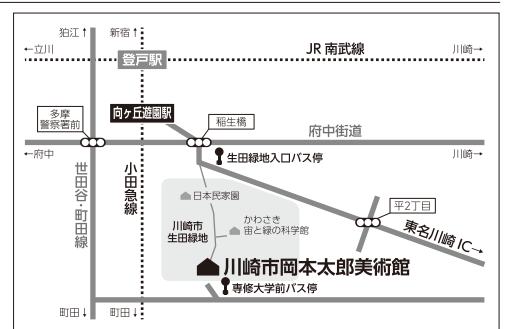 狛江↑
新宿↑
←立川
JR 南武線
川崎→
登戸駅
多摩
警察署前
向ヶ丘遊園駅
稲生橋
府中街道
←府中
生田緑地入口バス停
川崎→
世田谷・町田線
小田急線
日本民家園
平2丁目
川崎市
生田緑地
かわさき
宙と緑の科学館
東名川崎 IC→
川崎市岡本太郎美術館
専修大学前バス停
町田↓
町田↓